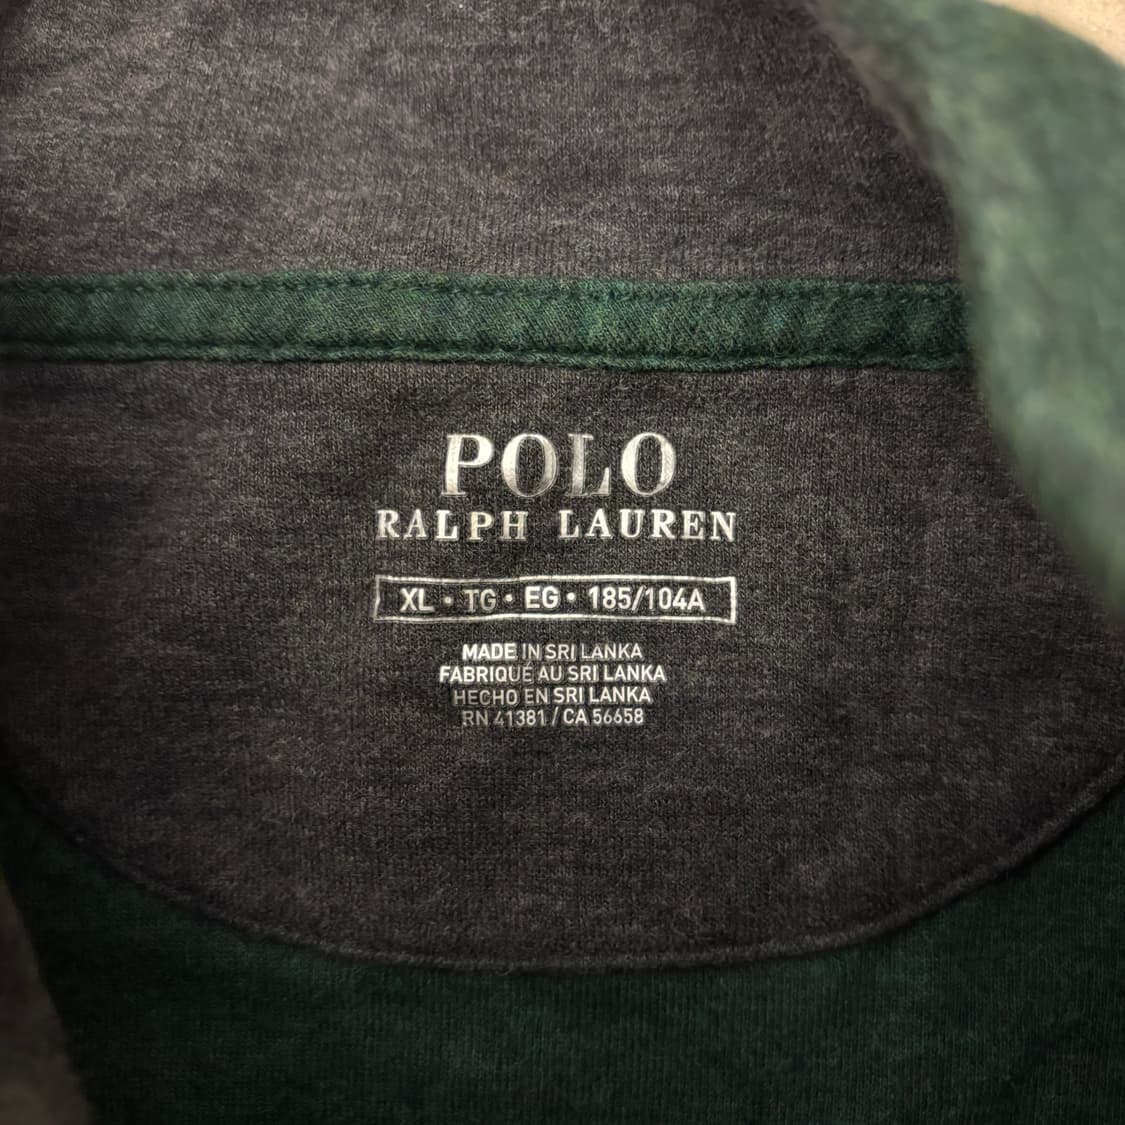 POLO
RALPH LAUREN
XL • TG • EG • 185/104A
MADE IN SRI LANKA
FABRIQUÉ AU SRI LANKA
HECHO EN SRI LANKA
RN 41381 / CA 56658